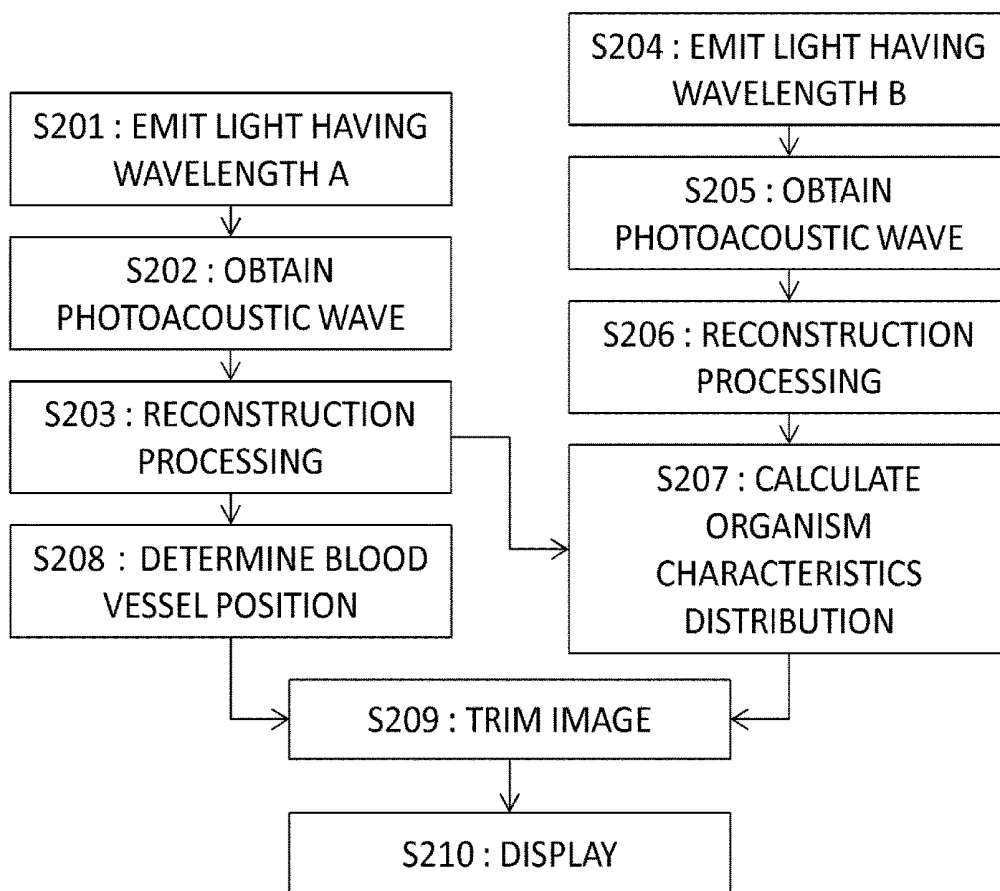 S201 : EMIT LIGHT HAVING
WAVELENGTH A
S202 : OBTAIN
PHOTOACOUSTIC WAVE
S203 : RECONSTRUCTION
PROCESSING
S208 : DETERMINE BLOOD
VESSEL POSITION
S204 : EMIT LIGHT HAVING
WAVELENGTH B
S205 : OBTAIN
PHOTOACOUSTIC WAVE
S206 : RECONSTRUCTION
PROCESSING
S207 : CALCULATE
ORGANISM
CHARACTERISTICS
DISTRIBUTION
S209 : TRIM IMAGE
S210 : DISPLAY